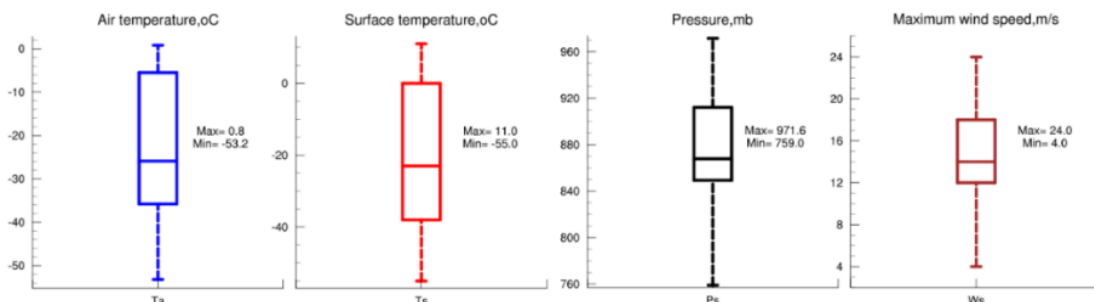 Air temperature,oC
0
-10
-20
-30
-40
-50
Max= 0.8
Min= -53.2
Ta
Surface temperature,oC
0
-20
-40
Max= 11.0
Min= -55.0
Ts
Pressure,mb
960
920
880
840
800
760
Max= 971.6
Min= 759.0
Ps
Maximum wind speed,m/s
24
20
16
12
8
4
Max= 24.0
Min= 4.0
Ws